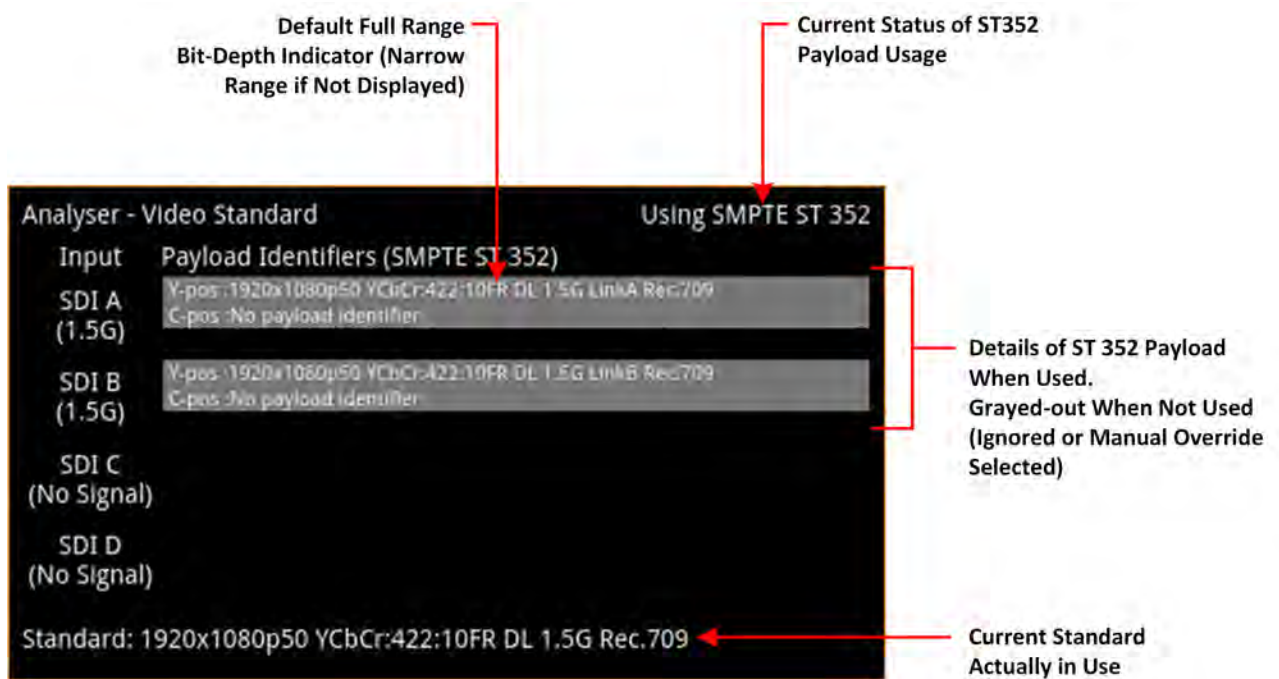 Default Full Range
Bit-Depth Indicator (Narrow
Range if Not Displayed)
Current Status of ST352
Payload Usage
Analyser - Video Standard
Using SMPTE ST 352
Input
Payload Identifiers (SMPTE ST 352)
SDI A
(1.5G)
Y-pos :1920x1080p50 YCbCr:422:10FR DL 1.5G LinkA Rec.709
C-pos :No payload identifier
SDI B
(1.5G)
Y-pos :1920x1080p50 YCbCr:422:10FR DL 1.5G LinkB Rec.709
C-pos :No payload identifier
SDI C
(No Signal)
SDI D
(No Signal)
Details of ST 352 Payload
When Used.
Grayed-out When Not Used
(Ignored or Manual Override
Selected)
Standard: 1920x1080p50 YCbCr:422:10FR DL 1.5G Rec.709
Current Standard
Actually in Use